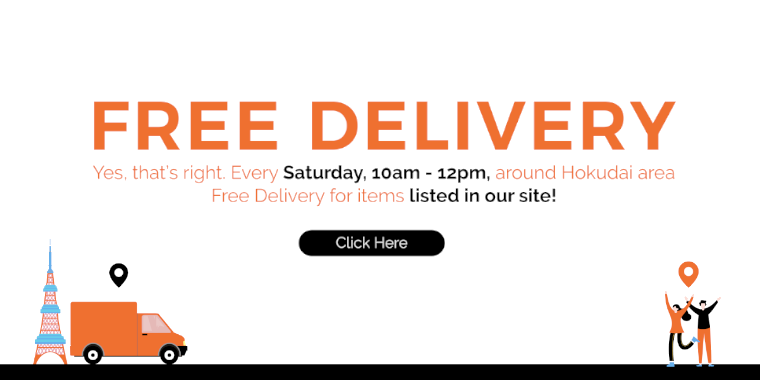 FREE DELIVERY
Yes, that's right. Every Saturday, 10am - 12pm, around Hokudai area
Free Delivery for items listed in our site!
Click Here